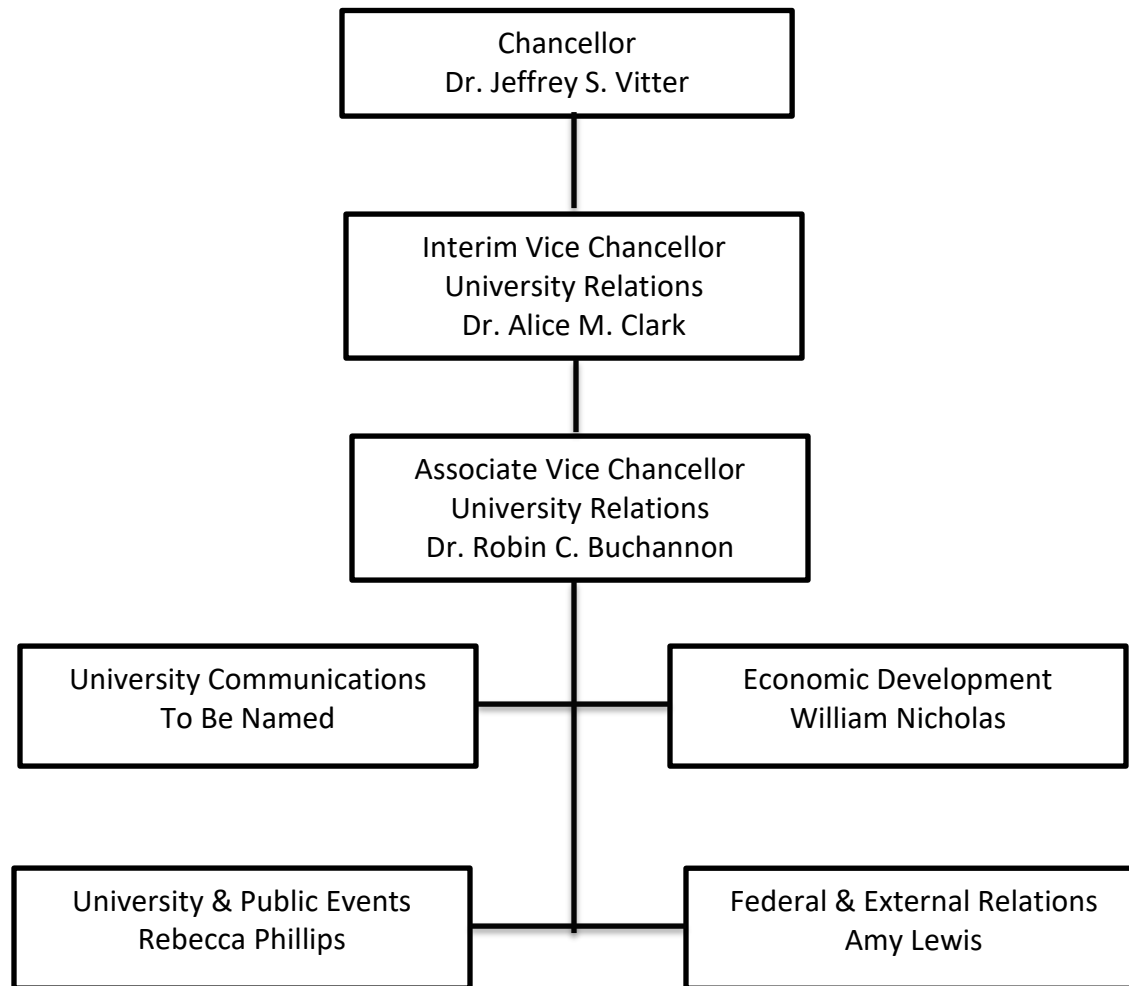 Chancellor
Dr. Jeffrey S. Vitter
Interim Vice Chancellor
University Relations
Dr. Alice M. Clark
Associate Vice Chancellor
University Relations
Dr. Robin C. Buchannon
University Communications
To Be Named
Economic Development
William Nicholas
University & Public Events
Rebecca Phillips
Federal & External Relations
Amy Lewis